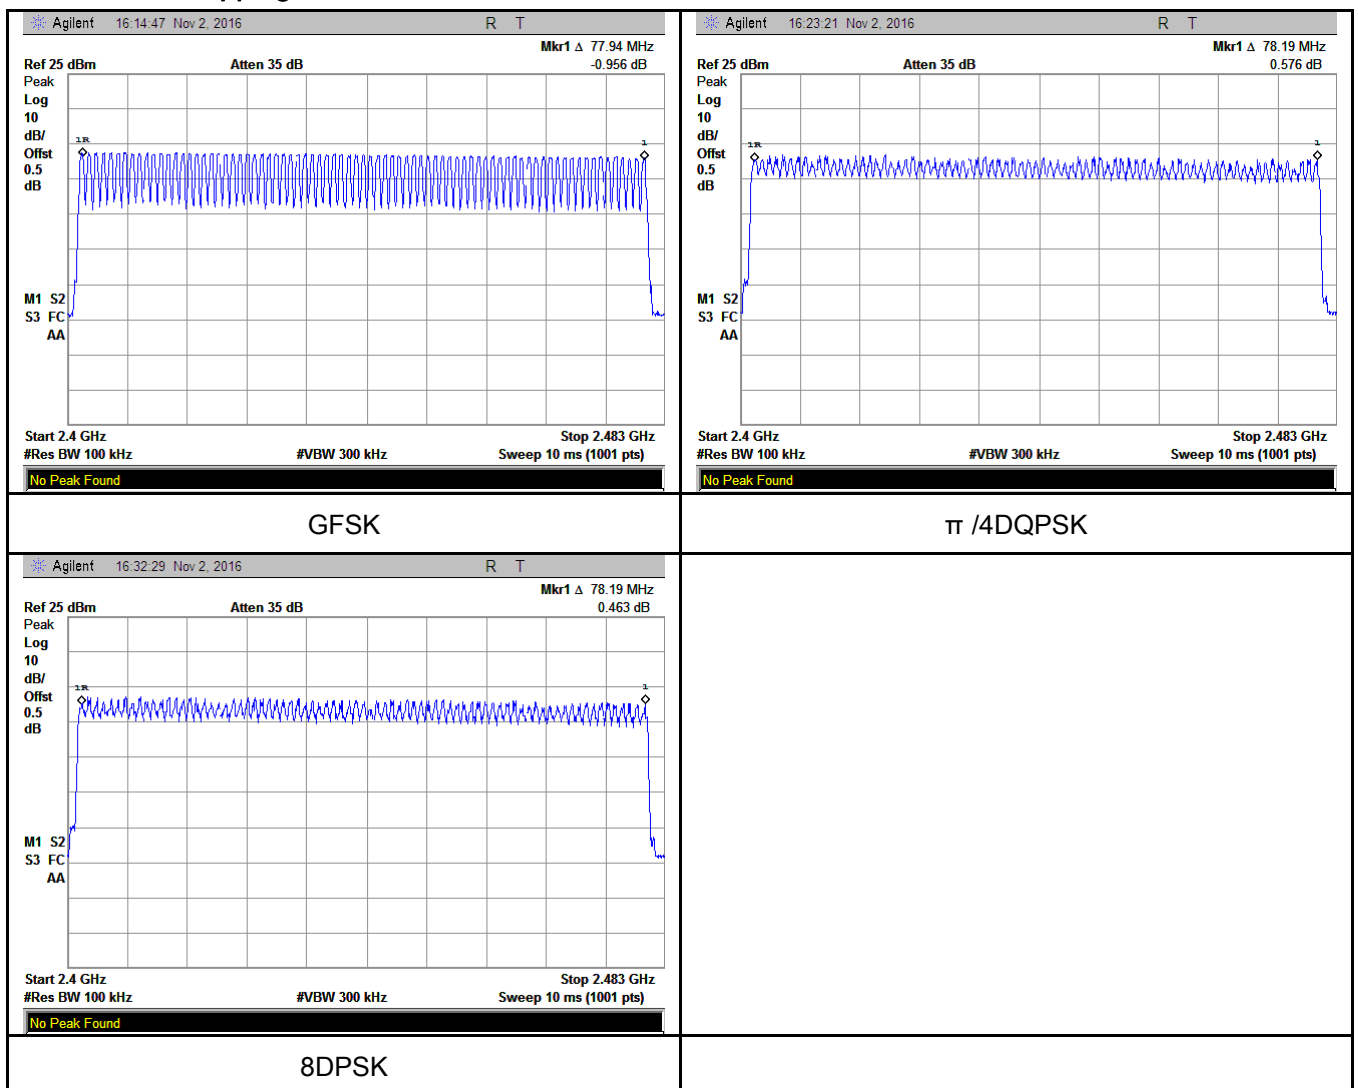 Agilent 16:14:47 Nov 2, 2016 R T
Mkr1 Δ 77.94 MHz
Ref 25 dBm Atten 35 dB -0.956 dB
Peak
Log
10
dB/
Offst
0.5
dB
1R
1
M1 S2
S3 FC
AA
Start 2.4 GHz Stop 2.483 GHz
#Res BW 100 kHz #VBW 300 kHz Sweep 10 ms (1001 pts)
No Peak Found
GFSK
Agilent 16:23:21 Nov 2, 2016 R T
Mkr1 Δ 78.19 MHz
Ref 25 dBm Atten 35 dB 0.576 dB
Peak
Log
10
dB/
Offst
0.5
dB
1R
1
M1 S2
S3 FC
AA
Start 2.4 GHz Stop 2.483 GHz
#Res BW 100 kHz #VBW 300 kHz Sweep 10 ms (1001 pts)
No Peak Found
π /4DQPSK
Agilent 16:32:29 Nov 2, 2016 R T
Mkr1 Δ 78.19 MHz
Ref 25 dBm Atten 35 dB 0.463 dB
Peak
Log
10
dB/
Offst
0.5
dB
1R
1
M1 S2
S3 FC
AA
Start 2.4 GHz Stop 2.483 GHz
#Res BW 100 kHz #VBW 300 kHz Sweep 10 ms (1001 pts)
No Peak Found
8DPSK